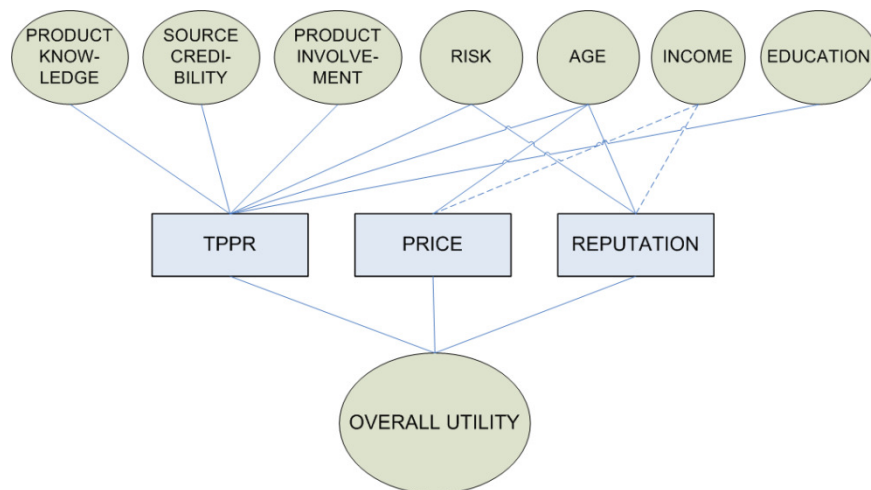 PRODUCT
KNOW-
LEDGE
SOURCE
CREDI-
BILITY
PRODUCT
INVOLVE-
MENT
RISK
AGE
INCOME
EDUCATION
TPPR
PRICE
REPUTATION
OVERALL UTILITY